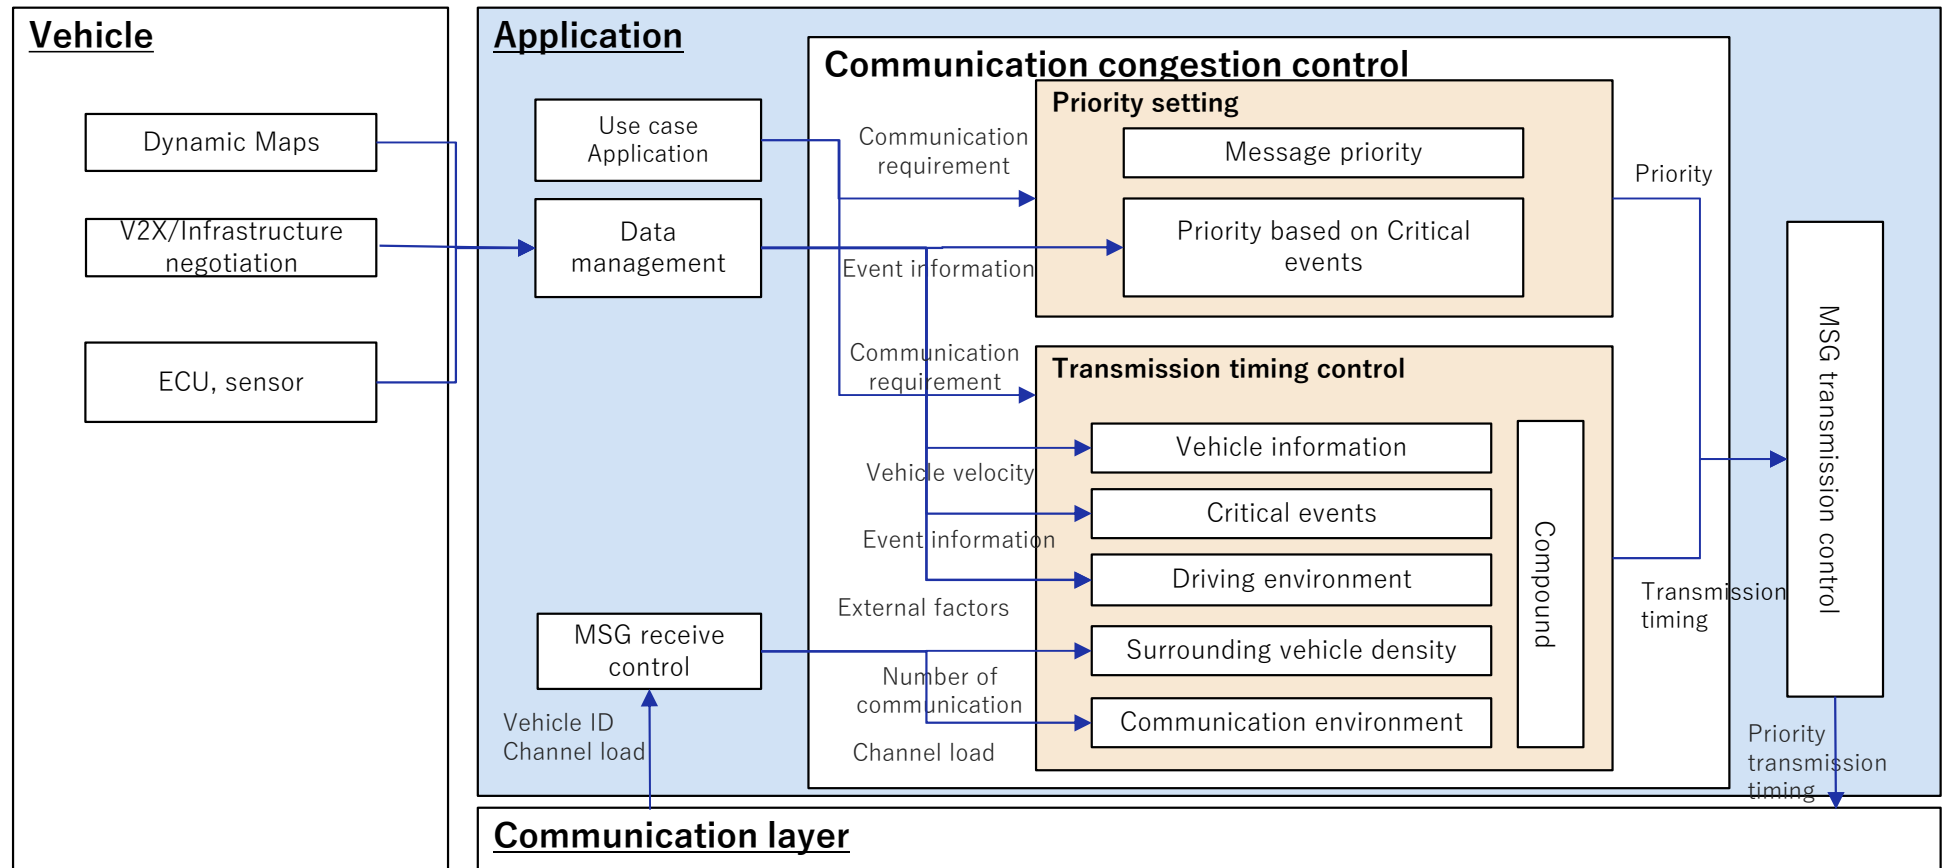 Vehicle
Dynamic Maps
V2X/Infrastructure
negotiation
ECU, sensor
Application
Use case
Application
Data
management
MSG receive
control
Vehicle ID
Channel load
Communication congestion control
Communication
requirement
Event information
Communication
requirement
Vehicle velocity
Event information
External factors
Number of
communication
Channel load
Priority setting
Message priority
Priority based on Critical
events
Transmission timing control
Vehicle information
Critical events
Driving environment
Surrounding vehicle density
Communication environment
Compound
Priority
Transmission
timing
MSG transmission control
Priority
transmission
timing
Communication layer